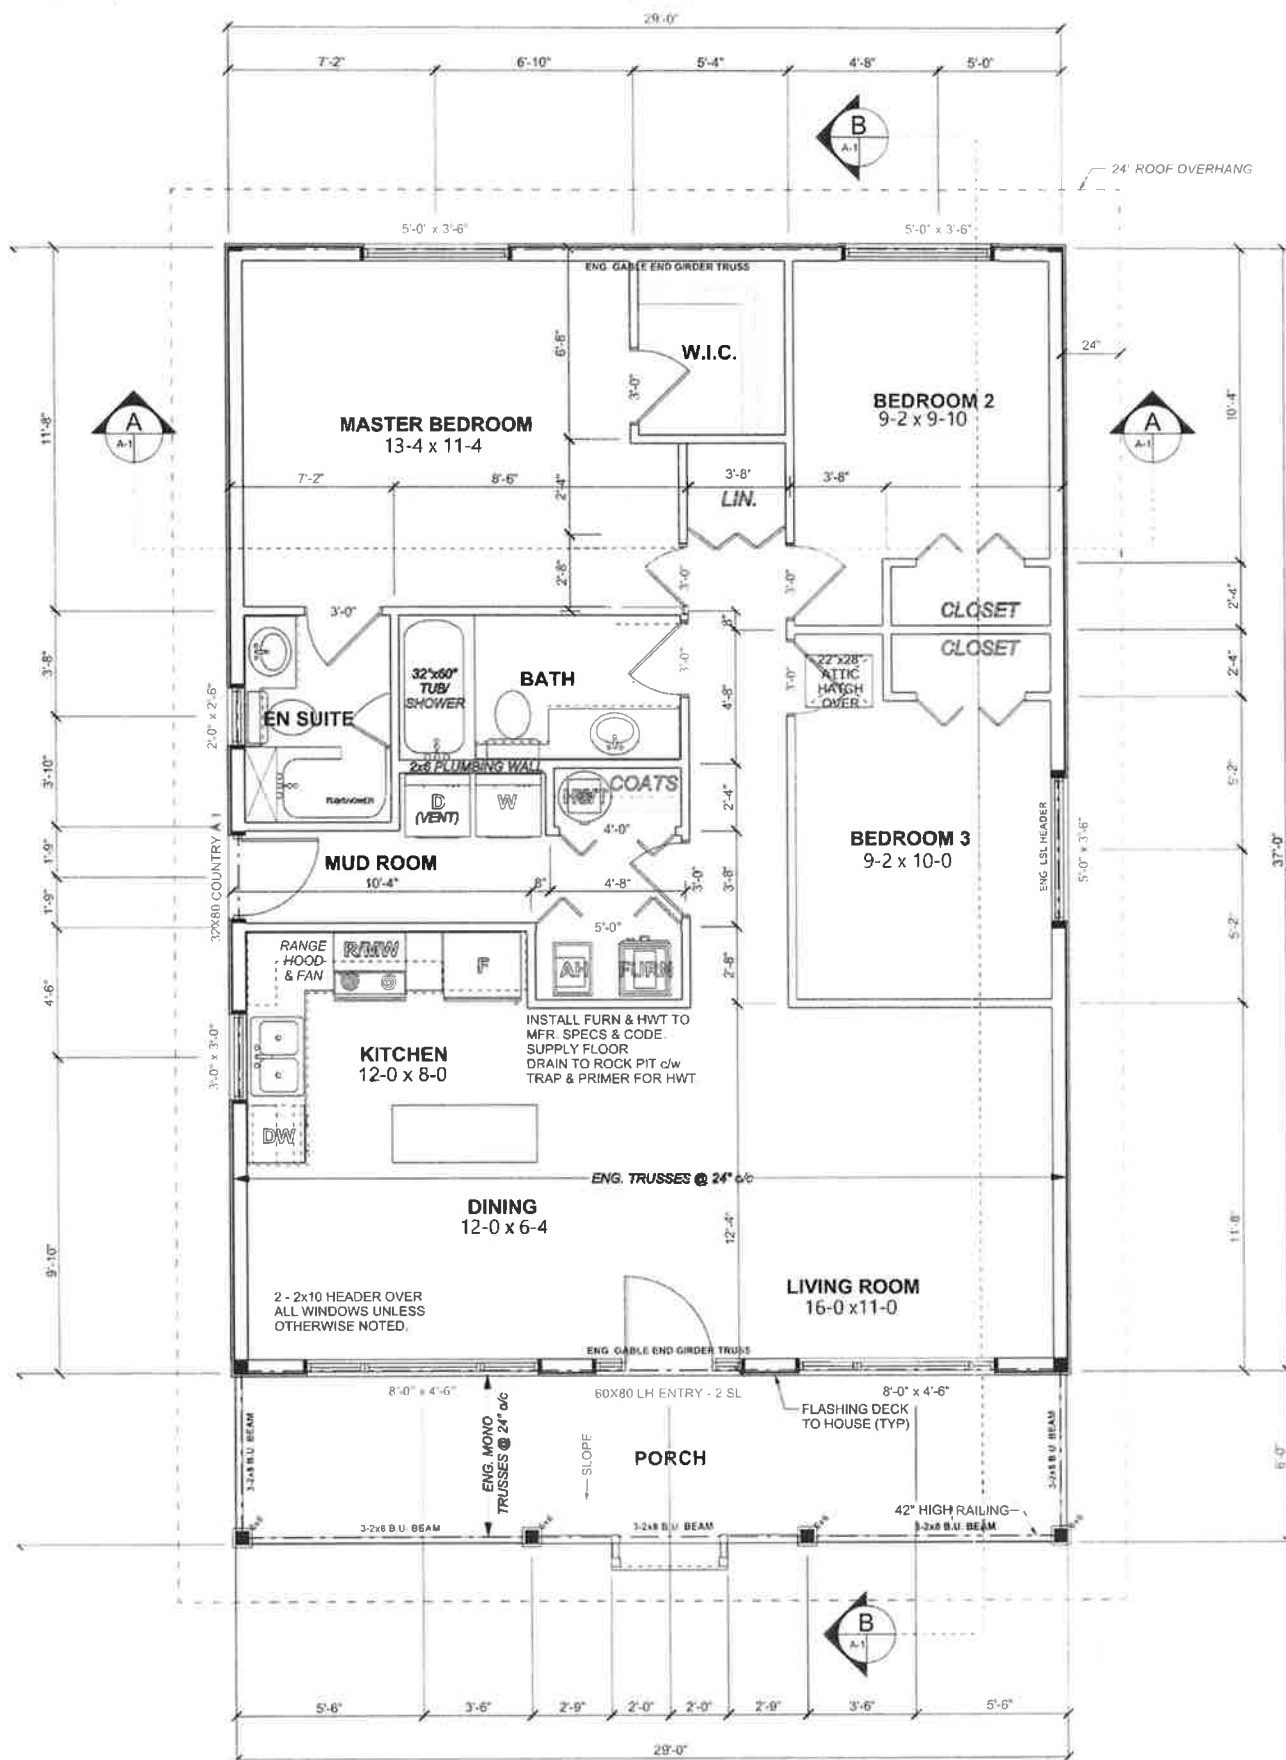 29'-0"
7'-2" 6'-10" 5'-4" 4'-8" 5'-0"
B
A-1
24' ROOF OVERHANG
5'-0" x 3'-6" 5'-0" x 3'-6"
ENG. GABLE END GIRDER TRUSS
W.I.C.
6'-8"
3'-0"
24"
A
A-1
11'-8"
MASTER BEDROOM
13-4 x 11-4
BEDROOM 2
9-2 x 9-10
10'-4"
A
A-1
7'-2" 8'-6" 3'-8' 3'-8"
LIN.
2'-4"
2'-8"
3'-0"
3'-0"
CLOSET
2'-4"
CLOSET
2'-4"
3'-0"
8"
3'-8"
2'-0" x 2'-6"
EN SUITE
32"x60"
TUB/
SHOWER
BATH
3'-0"
4'-8"
3'-0"
22"x28"
ATTIC
HATCH
OVER
2x6 PLUMBING WALL
3'-10"
D
(VENT)
W
HWT
COATS
4'-0"
2'-4"
5'-2"
32X80 COUNTRY A 1
1'-9"
1'-9"
MUD ROOM
10'-4" 8" 4'-8"
3'-0"
3'-8"
BEDROOM 3
9-2 x 10-0
ENG. LSL HEADER
5'-0" x 3'-6"
37'-0"
5'-2"
RANGE
HOOD
& FAN
R/MW
F
5'-0"
AH
FURN
2'-8"
4'-6"
3'-0" x 3'-0"
INSTALL FURN & HWT TO
MFR. SPECS & CODE.
SUPPLY FLOOR
DRAIN TO ROCK PIT c/w
TRAP & PRIMER FOR HWT
KITCHEN
12-0 x 8-0
DW
ENG. TRUSSES @ 24" o/c
DINING
12-0 x 6-4
12'-4"
11'-8"
9'-10"
LIVING ROOM
16-0 x11-0
2 - 2x10 HEADER OVER
ALL WINDOWS UNLESS
OTHERWISE NOTED.
ENG. GABLE END GIRDER TRUSS
8'-0" x 4'-6" 60X80 LH ENTRY - 2 SL 8'-0" x 4'-6"
FLASHING DECK
TO HOUSE (TYP)
3-2x8 B.U. BEAM
ENG. MONO
TRUSSES @ 24" o/c
SLOPE
PORCH
3-2x8 B.U. BEAM
6'-0"
42" HIGH RAILING
6x6 3-2x8 B.U. BEAM 6x6 3-2x8 B.U. BEAM 6x6 3-2x8 B.U. BEAM 6x6
B
A-1
5'-6" 3'-6" 2'-9" 2'-0" 2'-0" 2'-9" 3'-6" 5'-6"
29'-0"